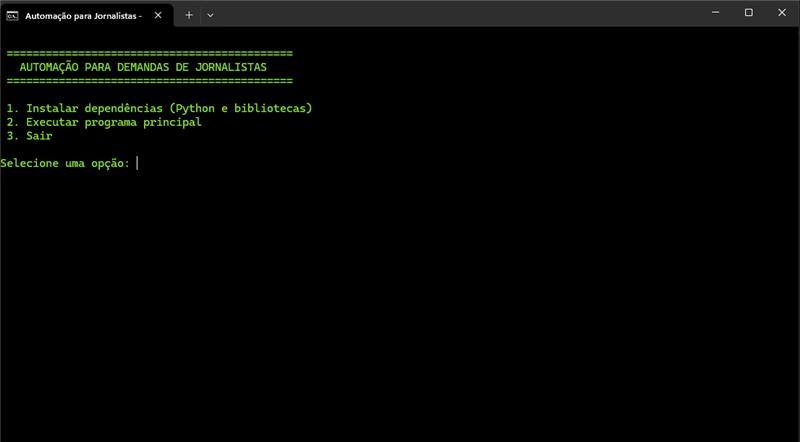 Automação para Jornalistas -
============================================
AUTOMAÇÃO PARA DEMANDAS DE JORNALISTAS
============================================
1. Instalar dependências (Python e bibliotecas)
2. Executar programa principal
3. Sair
Selecione uma opção: